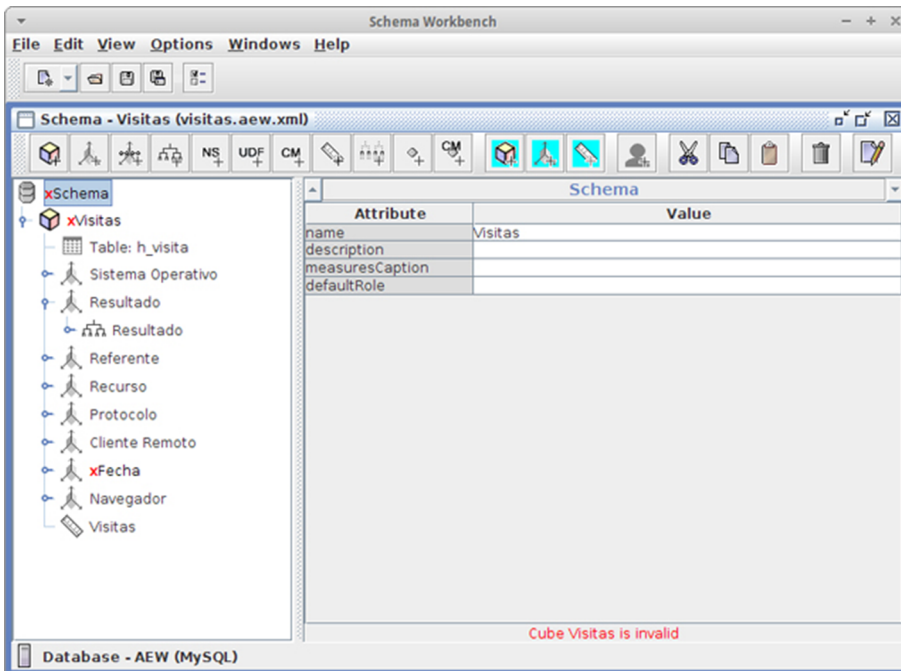 Schema Workbench
File Edit View Options Windows Help
Schema - Visitas (visitas.aew.xml)
NS UDF CM CM
xSchema
xVisitas
Table: h_visita
Sistema Operativo
Resultado
Resultado
Referente
Recurso
Protocolo
Cliente Remoto
xFecha
Navegador
Visitas
Schema
Attribute Value
name Visitas
description
measuresCaption
defaultRole
Cube Visitas is invalid
Database - AEW (MySQL)